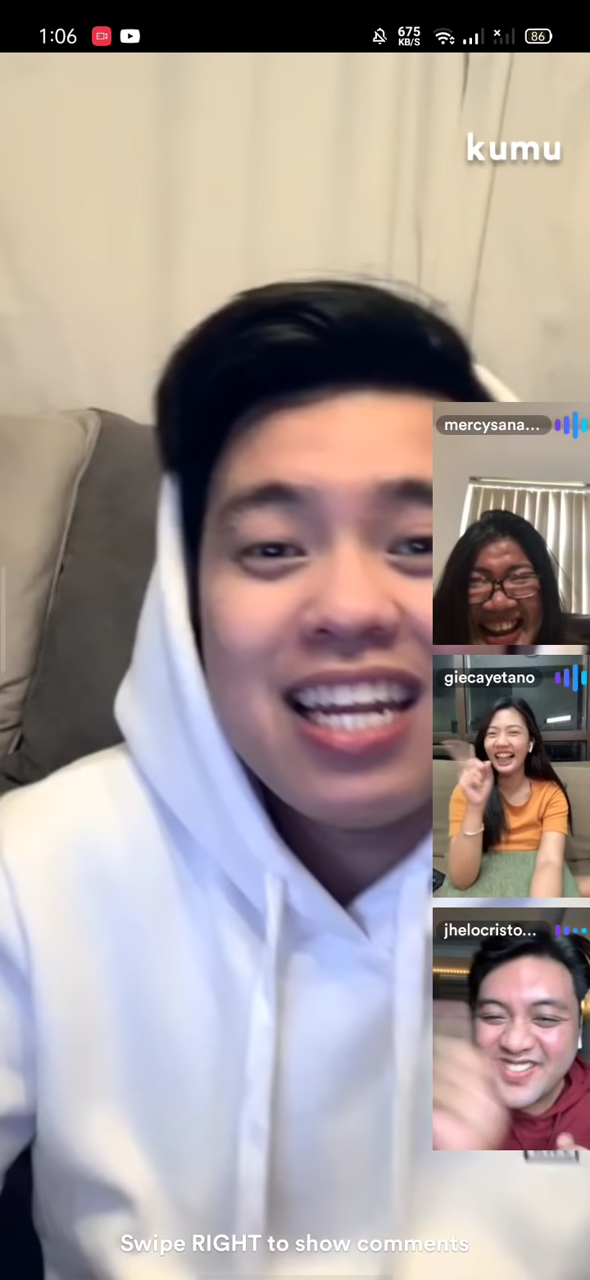 1:06
675
KB/S
86
kumu
mercysana...
giecayetano
jhelocristo...
Swipe RIGHT to show comments